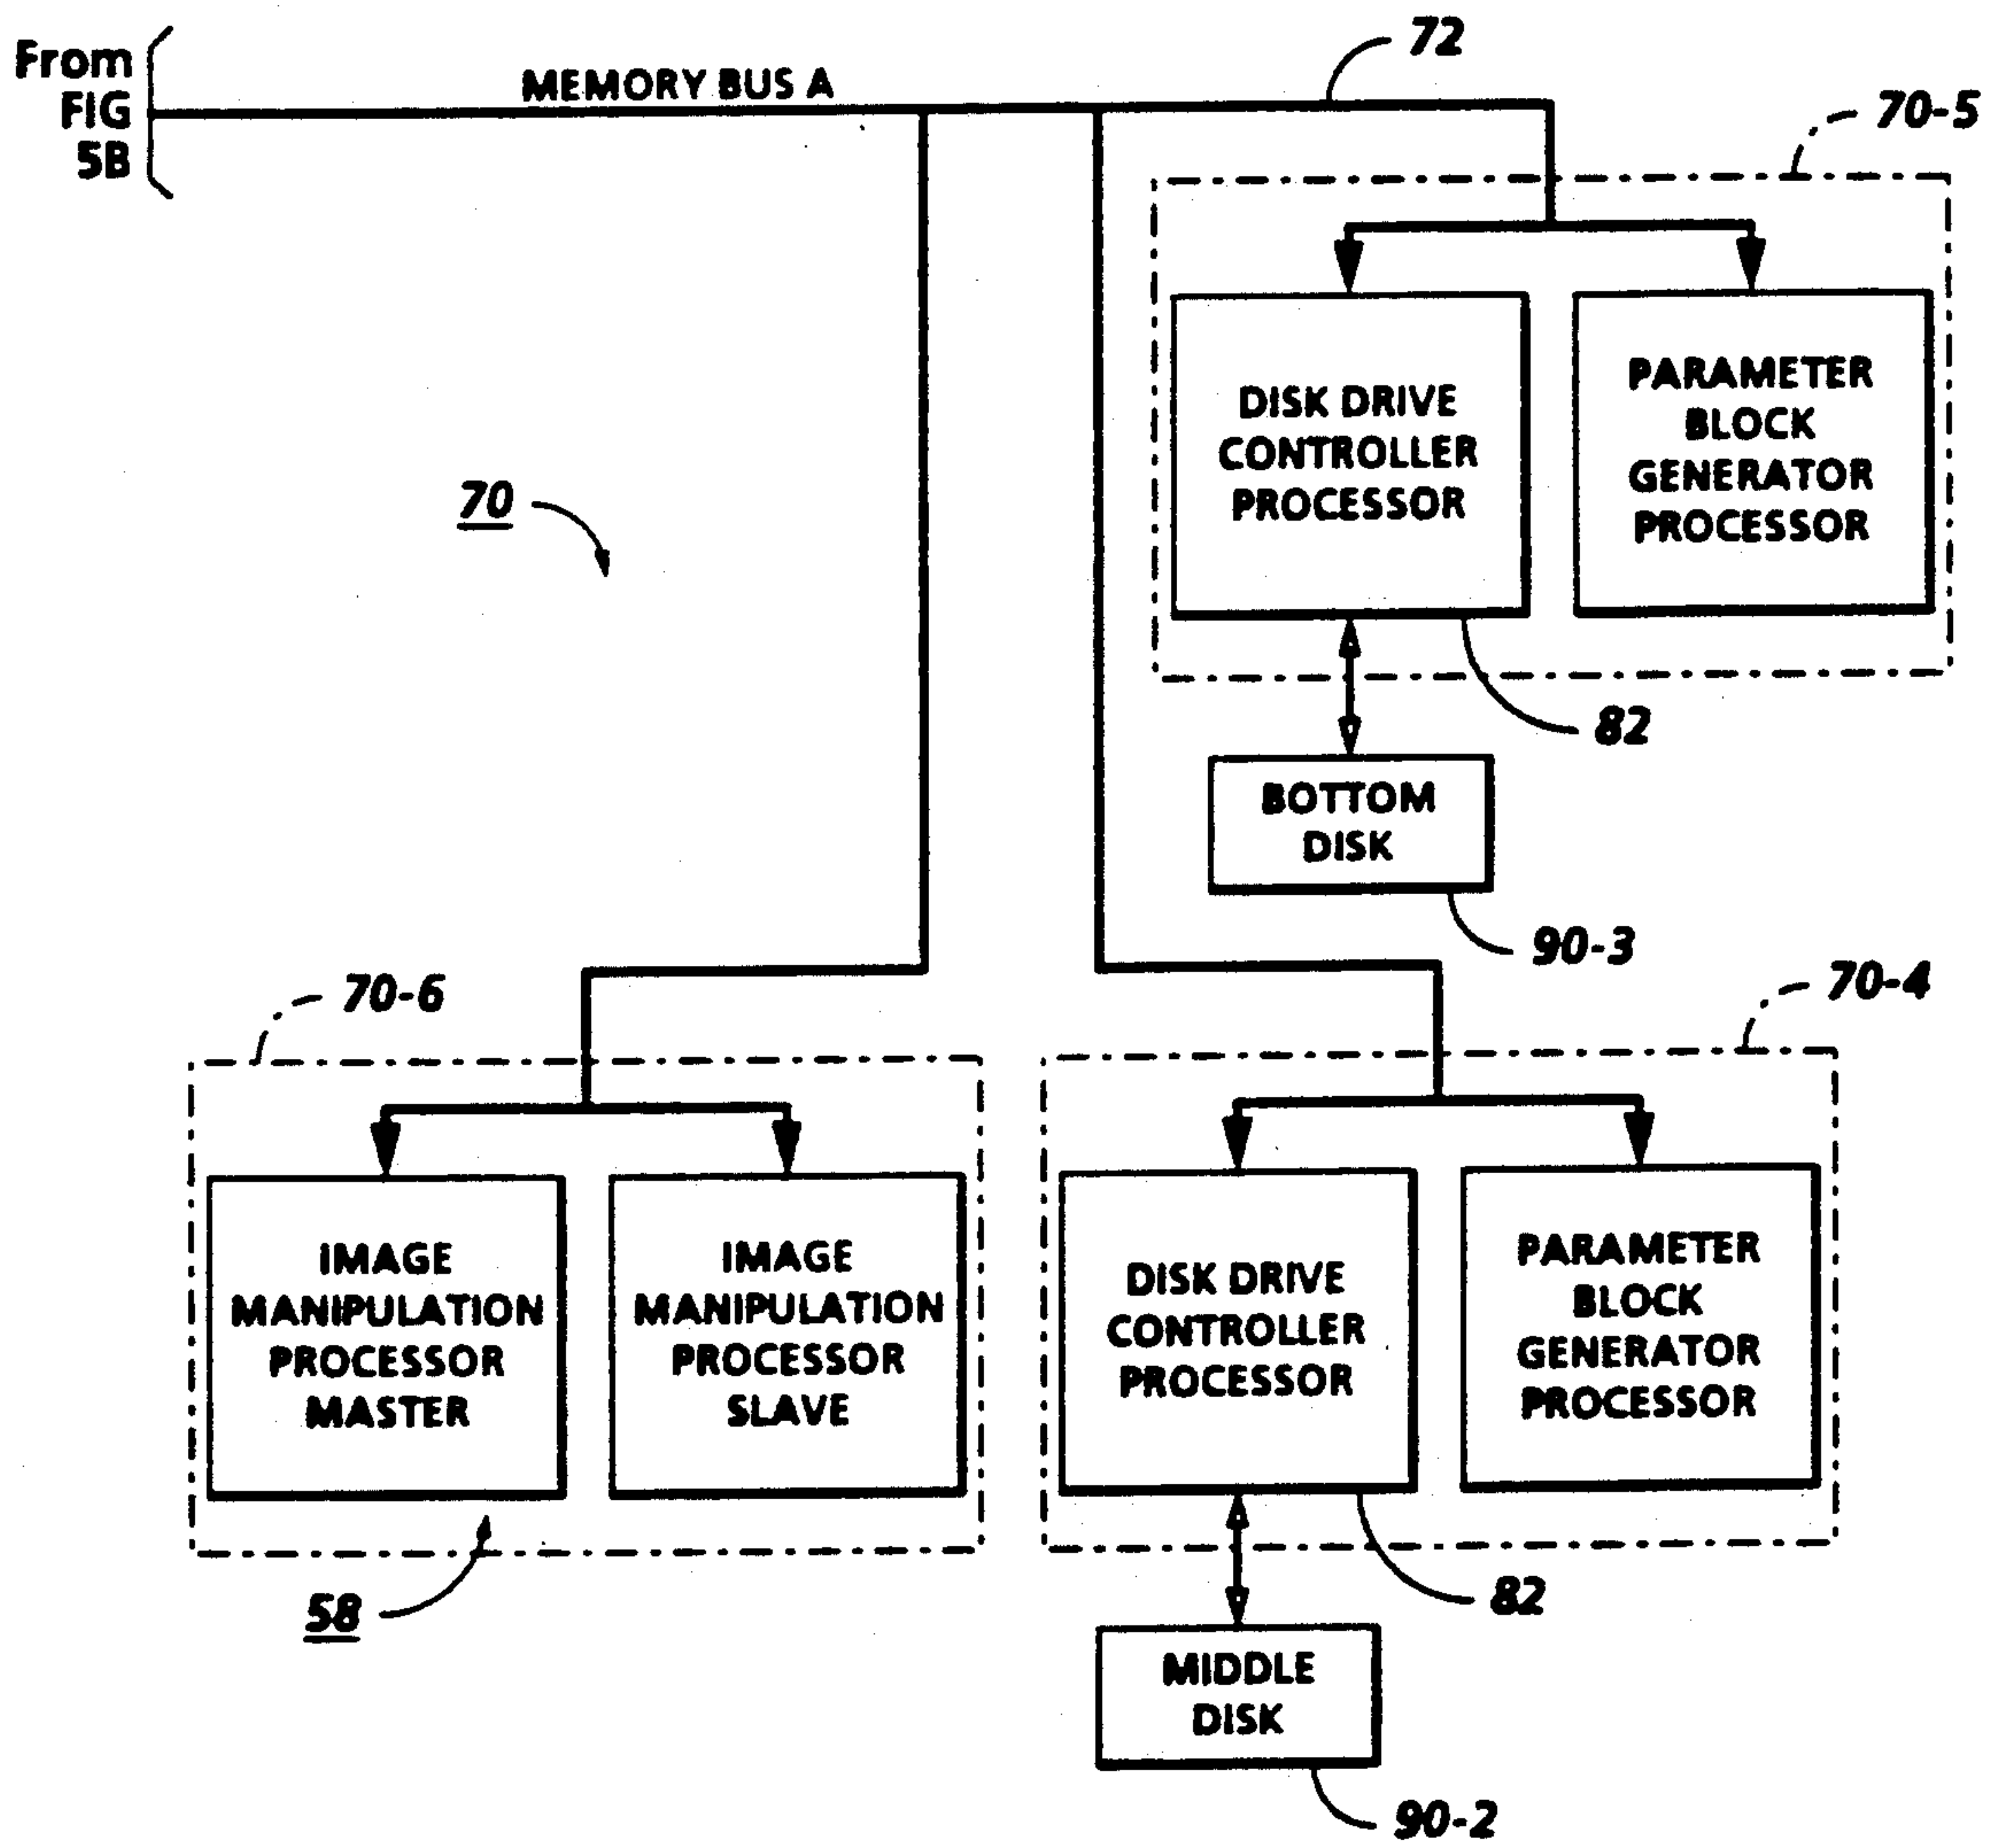 From
FIG
5B
MEMORY BUS A
72
70-5
DISK DRIVE
CONTROLLER
PROCESSOR
PARAMETER
BLOCK
GENERATOR
PROCESSOR
70
82
BOTTOM
DISK
90-3
70-6
70-4
IMAGE
MANIPULATION
PROCESSOR
MASTER
IMAGE
MANIPULATION
PROCESSOR
SLAVE
DISK DRIVE
CONTROLLER
PROCESSOR
PARAMETER
BLOCK
GENERATOR
PROCESSOR
58
82
MIDDLE
DISK
90-2